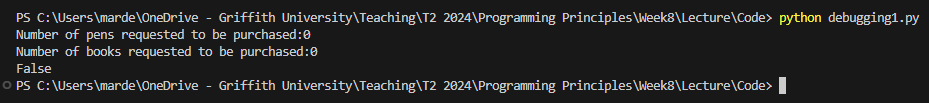 PS C:\Users\marde\OneDrive - Griffith University\Teaching\T2 2024\Programming Principles\Week8\Lecture\Code> python debugging1.py
Number of pens requested to be purchased:0
Number of books requested to be purchased:0
False
PS C:\Users\marde\OneDrive - Griffith University\Teaching\T2 2024\Programming Principles\Week8\Lecture\Code>